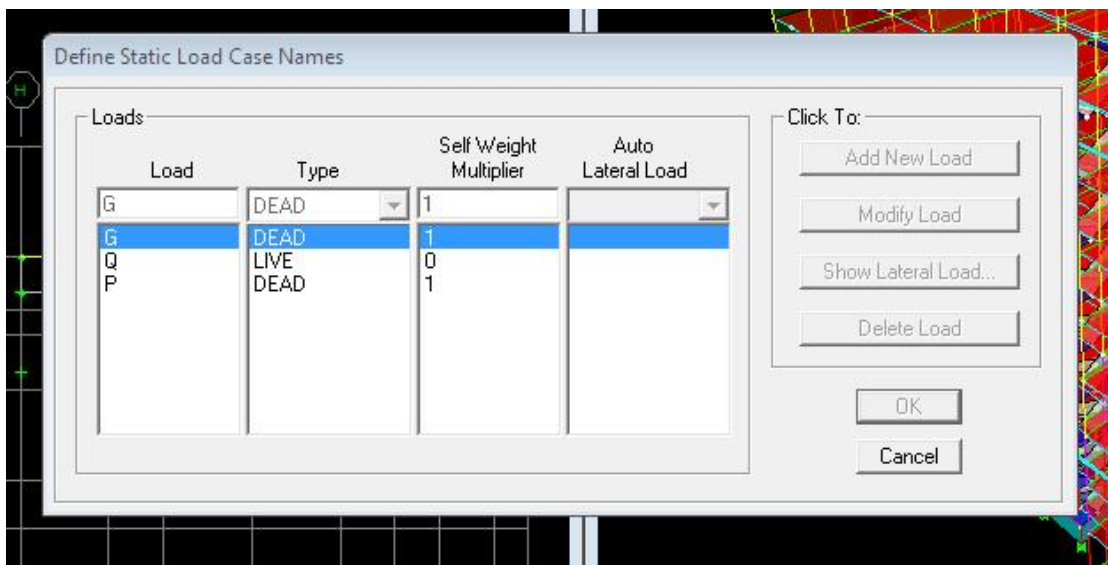 Define Static Load Case Names
H
Loads
Click To:
Load
Type
Self Weight
Multiplier
Auto
Lateral Load
G
DEAD
1
G
DEAD
1
Q
LIVE
0
P
DEAD
1
Add New Load
Modify Load
Show Lateral Load...
Delete Load
OK
Cancel